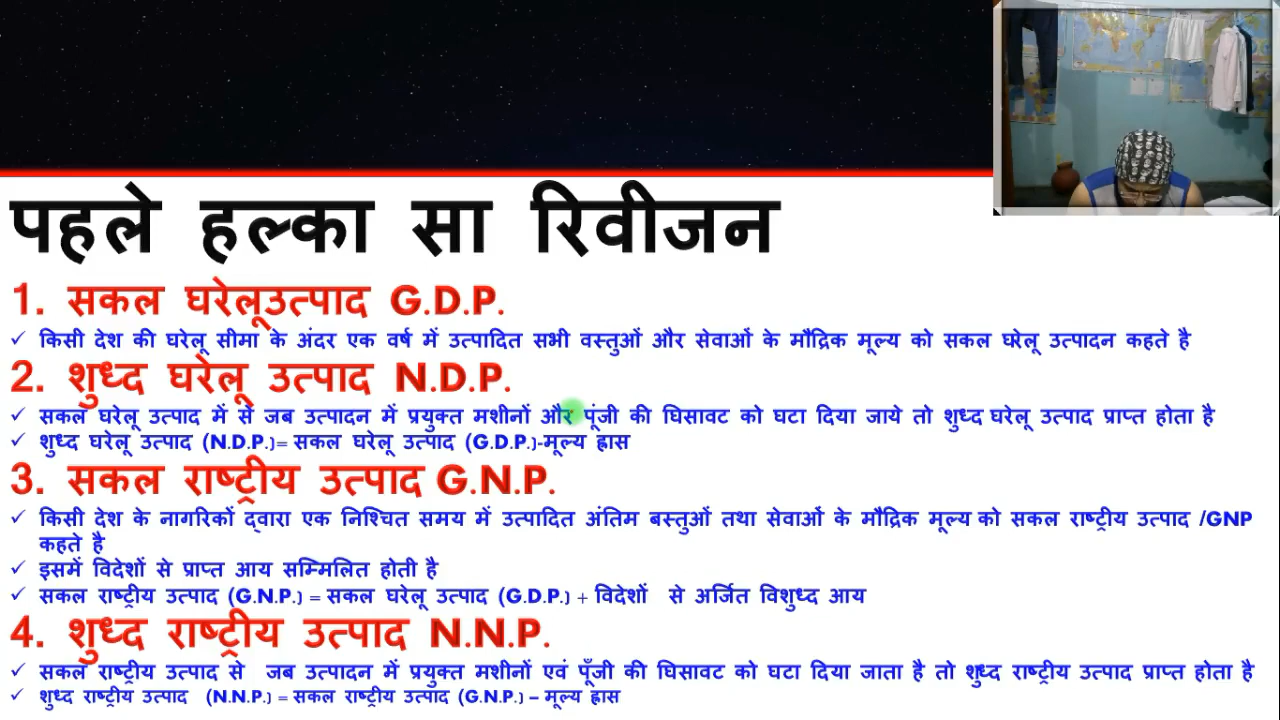 पहले हल्का सा रिवीजन
1. सकल घरेलूउत्पाद G.D.P.
✓ किसी देश की घरेलू सीमा के अंदर एक वर्ष में उत्पादित सभी वस्तुओं और सेवाओं के मौद्रिक मूल्य को सकल घरेलू उत्पादन कहते है
2. शुध्द घरेलू उत्पाद N.D.P.
✓ सकल घरेलू उत्पाद में से जब उत्पादन में प्रयुक्त मशीनों और पूंजी की घिसावट को घटा दिया जाये तो शुध्द घरेलू उत्पाद प्राप्त होता है
✓ शुध्द घरेलू उत्पाद (N.D.P.)= सकल घरेलू उत्पाद (G.D.P.)-मूल्य ह्रास
3. सकल राष्ट्रीय उत्पाद G.N.P.
✓ किसी देश के नागरिकों द्वारा एक निश्चित समय में उत्पादित अंतिम बस्तुओं तथा सेवाओं के मौद्रिक मूल्य को सकल राष्ट्रीय उत्पाद /GNP
कहते है
✓ इसमें विदेशों से प्राप्त आय सम्मिलित होती है
✓ सकल राष्ट्रीय उत्पाद (G.N.P.) = सकल घरेलू उत्पाद (G.D.P.) + विदेशों से अर्जित विशुध्द आय
4. शुध्द राष्ट्रीय उत्पाद N.N.P.
✓ सकल राष्ट्रीय उत्पाद से जब उत्पादन में प्रयुक्त मशीनों एवं पूँजी की घिसावट को घटा दिया जाता है तो शुध्द राष्ट्रीय उत्पाद प्राप्त होता है
✓ शुध्द राष्ट्रीय उत्पाद (N.N.P.) = सकल राष्ट्रीय उत्पाद (G.N.P.) – मूल्य ह्रास